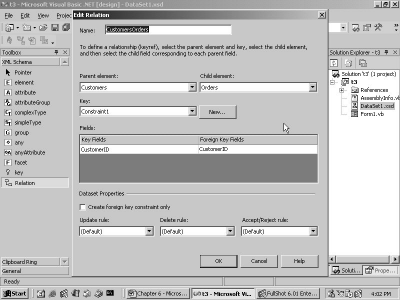 t3 - Microsoft Visual Basic .NET [design] - DataSet1.xsd
File Edit View Project
Toolbox
XML Schema
Pointer
element
attribute
attributeGroup
complexType
simpleType
group
any
anyAttribute
facet
key
Relation
Clipboard Ring
General
Ready
Edit Relation
Name:
CustomersOrders
To define a relationship (keyref), select the parent element and key, select the child element,
and then select the child field corresponding to each parent field.
Parent element:
Child element:
Customers
Orders
Key:
Constraint1
New...
Fields:
Key Fields
Foreign Key Fields
CustomerID
CustomerID
Dataset Properties
Create foreign key constraint only
Update rule:
Delete rule:
Accept/Reject rule:
(Default)
(Default)
(Default)
OK
Cancel
Help
Solution Explorer - t3
Solution 't3' (1 project)
t3
References
AssemblyInfo.vb
DataSet1.xsd
Form1.vb
Soluti...
Prope...
Start
Chapter 6 - Micros...
t3 - Microsoft Vi...
FullShot 6.01 Enter...
4:02 PM